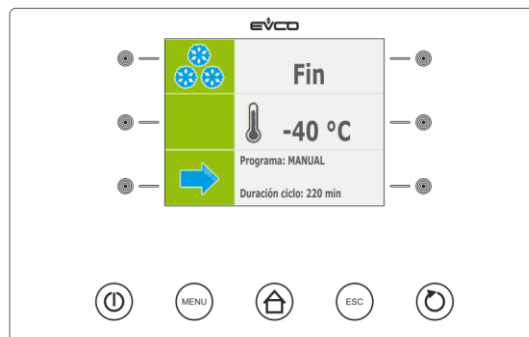 EVCO
Fin
-40 °C
Programa: MANUAL
Duración ciclo: 220 min
MENU
ESC